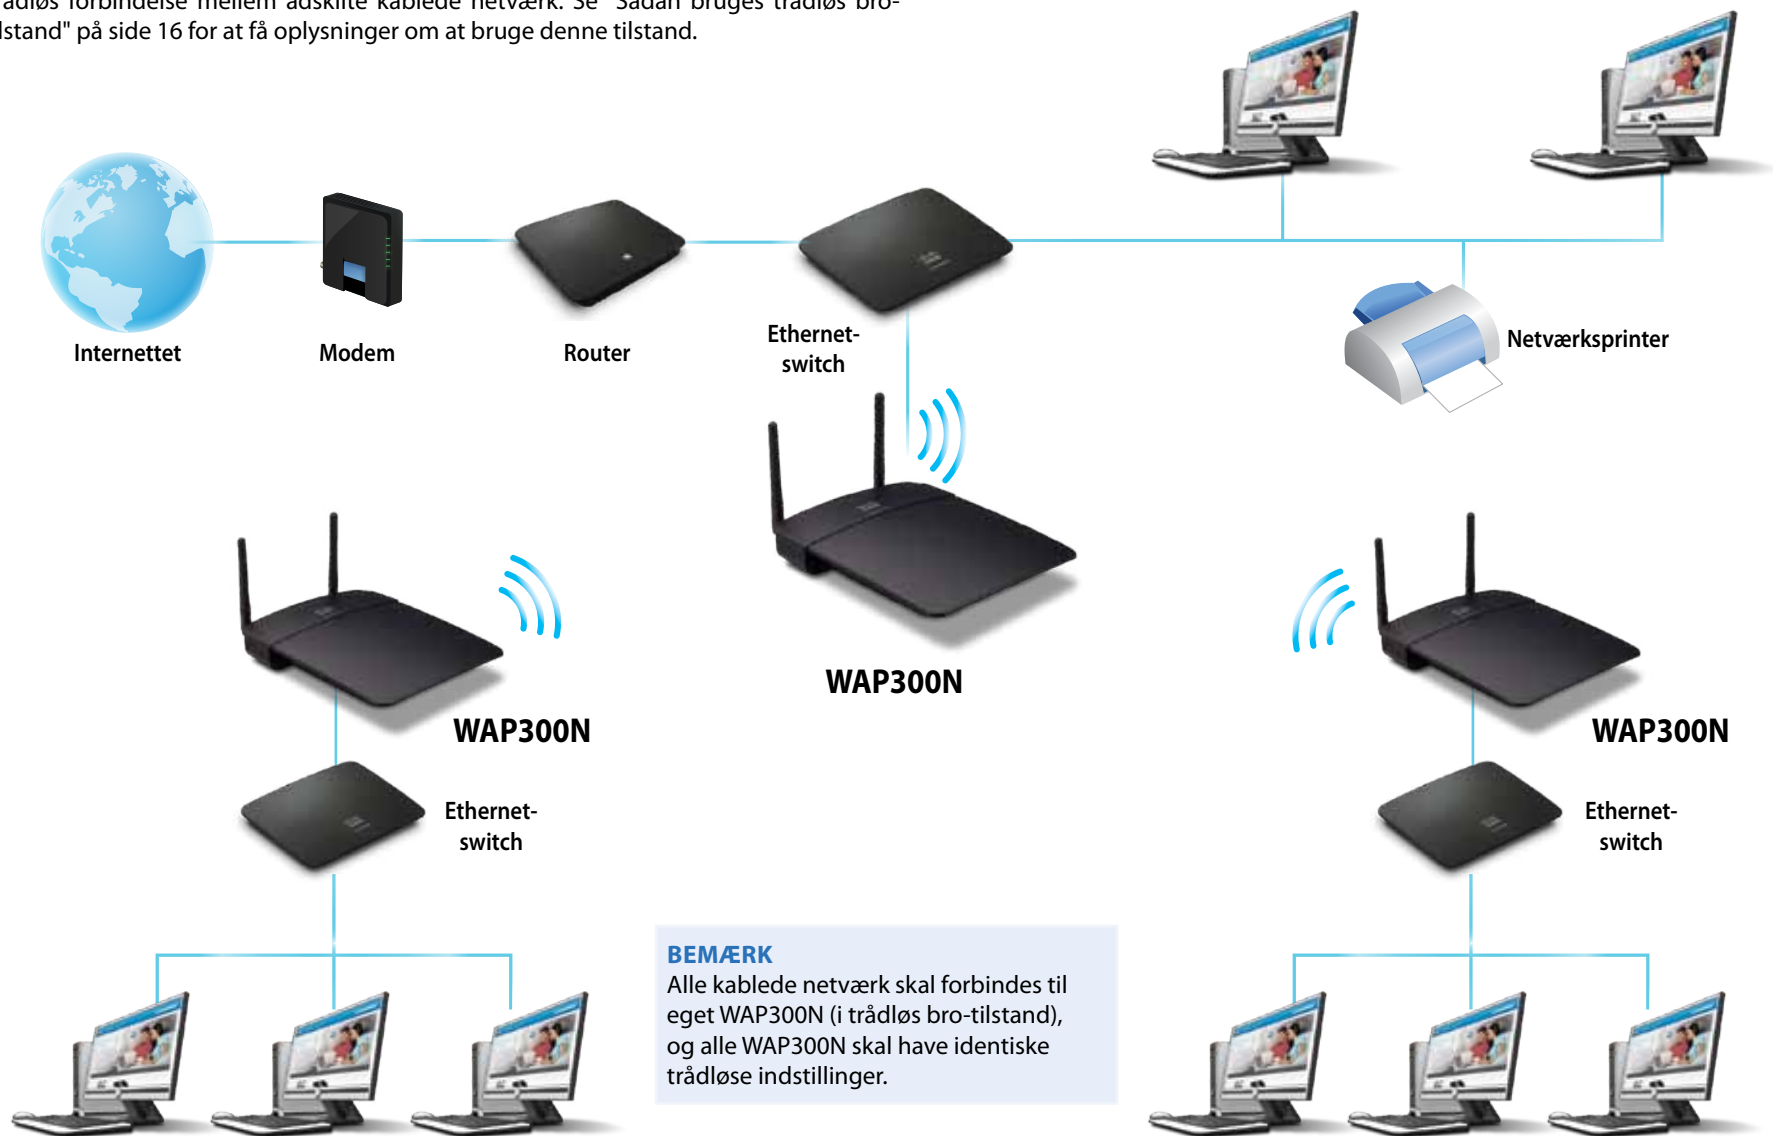 trådløs forbindelse mellem adskilte kablede netværk. Se "Sådan bruges trådløs bro-
tilstand" på side 16 for at få oplysninger om at bruge denne tilstand.
Internettet
Modem
Router
Ethernet-
switch
Netværksprinter
WAP300N
WAP300N
WAP300N
Ethernet-
switch
Ethernet-
switch
BEMÆRK
Alle kablede netværk skal forbindes til
eget WAP300N (i trådløs bro-tilstand),
og alle WAP300N skal have identiske
trådløse indstillinger.